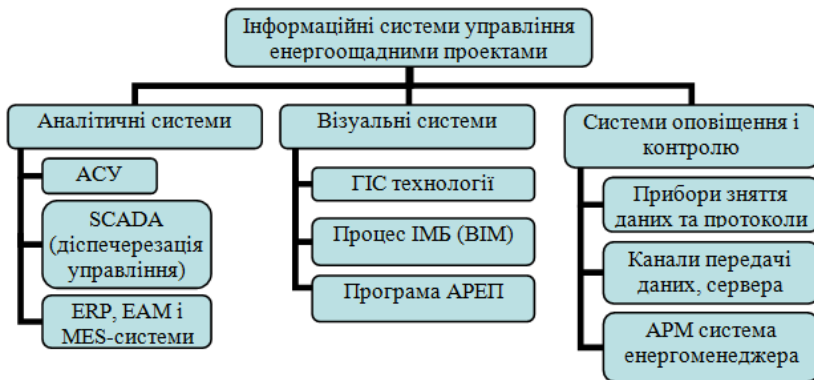 Інформаційні системи управління
енергоощадними проектами
Аналітичні системи
АСУ
SCADA
(діспечерезація
управління)
ERP, EAM і
MES-системи
Візуальні системи
ГІС технології
Процес ІМБ (BIM)
Програма АРЕП
Системи оповіщення і
контролю
Прибори зняття
даних та протоколи
Канали передачі
даних, сервера
АРМ система
енергоменеджера